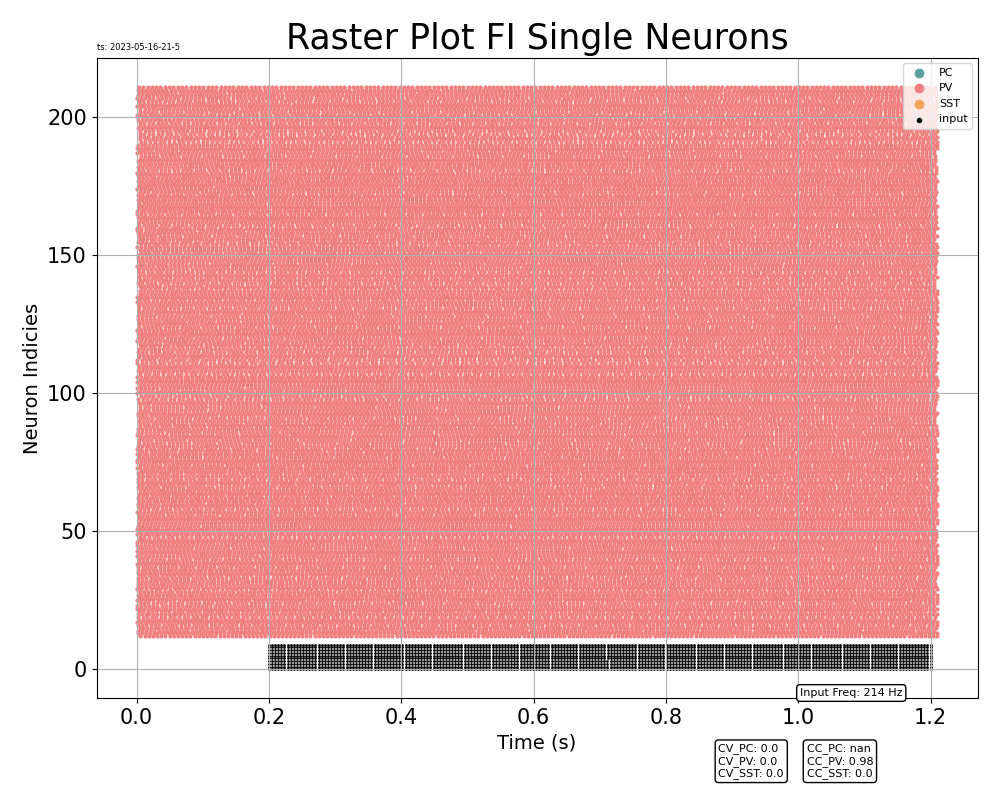 Raster Plot FI Single Neurons
ts: 2023-05-16-21-5
PC
PV
SST
input
200
150
100
50
0
Neuron Indicies
0.0 0.2 0.4 0.6 0.8 1.0 1.2
Time (s)
Input Freq: 214 Hz
CV_PC: 0.0
CV_PV: 0.0
CV_SST: 0.0
CC_PC: nan
CC_PV: 0.98
CC_SST: 0.0